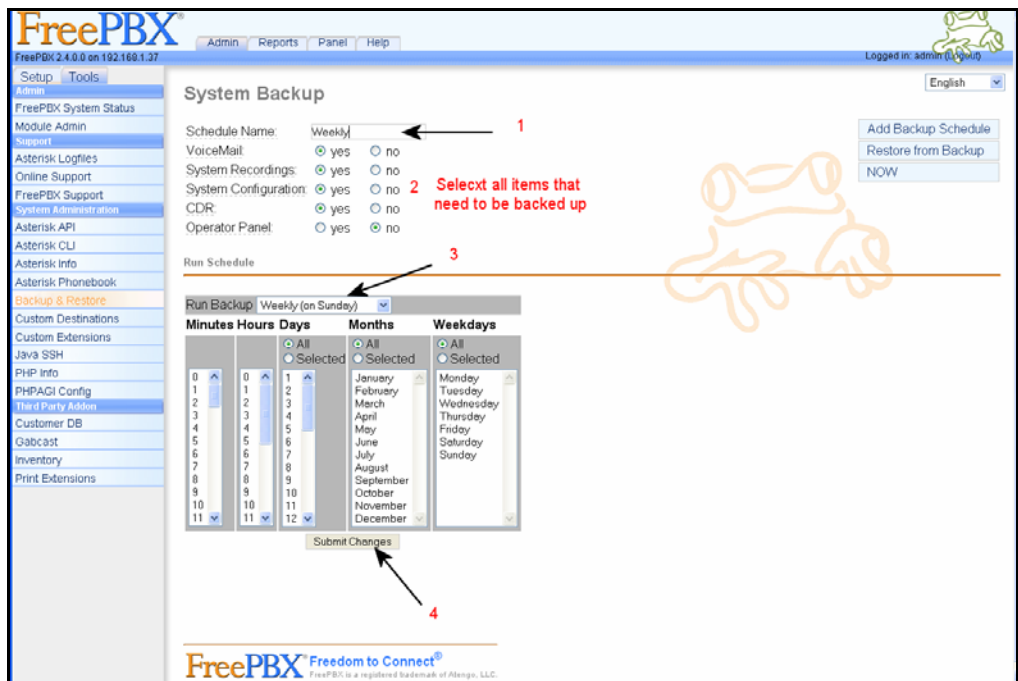 FreePBX®
Admin Reports Panel Help
FreePBX 2.4.0.0 on 192.168.1.37
Logged in: admin (Logout)
Setup Tools
English
Admin
FreePBX System Status
Module Admin
Support
Asterisk Logfiles
Online Support
FreePBX Support
System Administration
Asterisk API
Asterisk CLI
Asterisk Info
Asterisk Phonebook
Backup & Restore
Custom Destinations
Custom Extensions
Java SSH
PHP Info
PHPAGI Config
Third Party Addon
Customer DB
Gabcast
Inventory
Print Extensions
System Backup
Schedule Name: Weekly 1
VoiceMail: yes no
System Recordings: yes no
System Configuration: yes no 2 Selecxt all items that
CDR: yes no need to be backed up
Operator Panel: yes no
Add Backup Schedule
Restore from Backup
NOW
Run Schedule 3
Run Backup Weekly (on Sunday)
Minutes Hours Days Months Weekdays
All All All
Selected Selected Selected
0 0 1 January Monday
1 1 2 February Tuesday
2 2 3 March Wednesday
3 3 4 April Thursday
4 4 5 May Friday
5 5 6 June Saturday
6 6 7 July Sunday
7 7 8 August
8 8 9 September
9 9 10 October
10 10 11 November
11 11 12 December
Submit Changes
4
FreePBX® Freedom to Connect®
FreePBX is a registered trademark of Atengo, LLC.